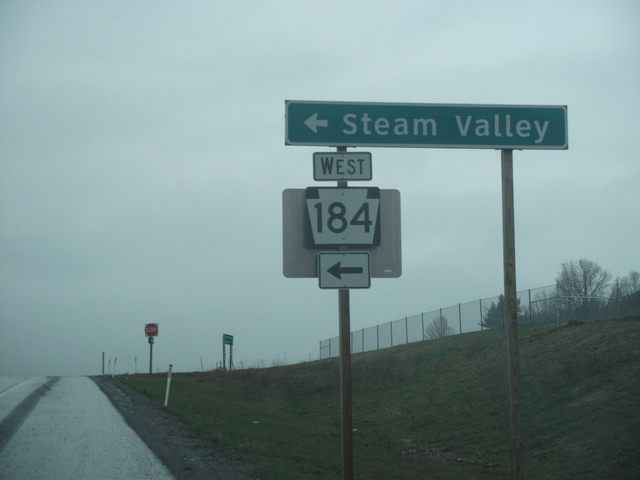 ← Steam Valley
WEST
184
←